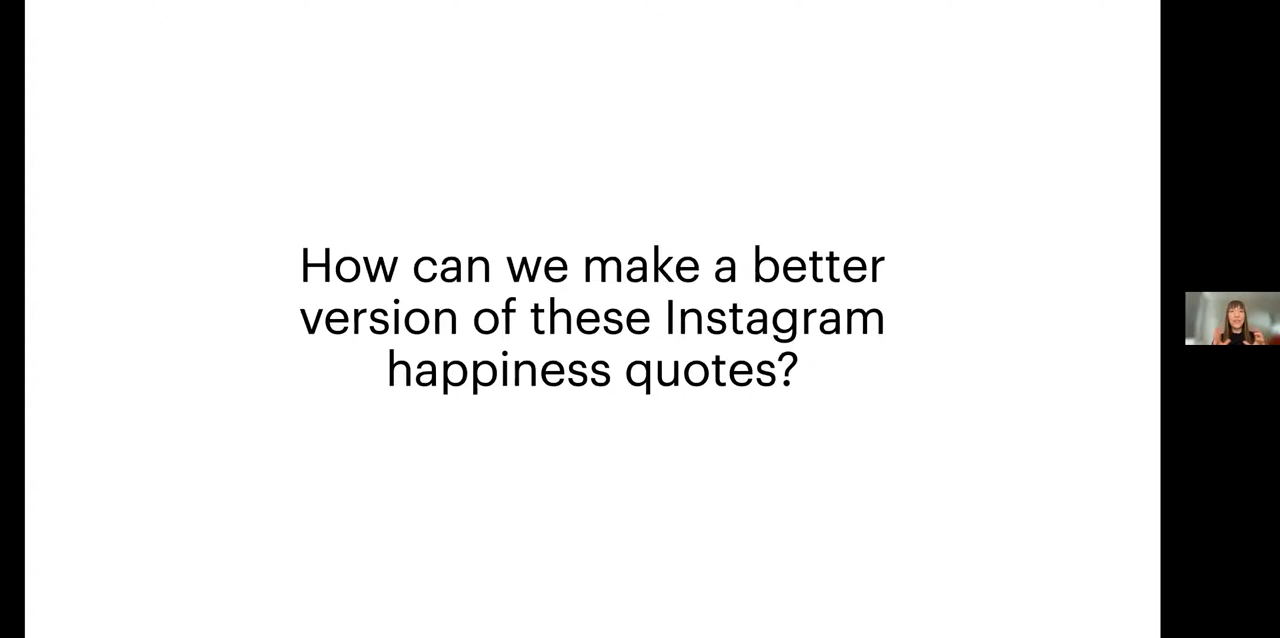 How can we make a better
version of these Instagram
happiness quotes?